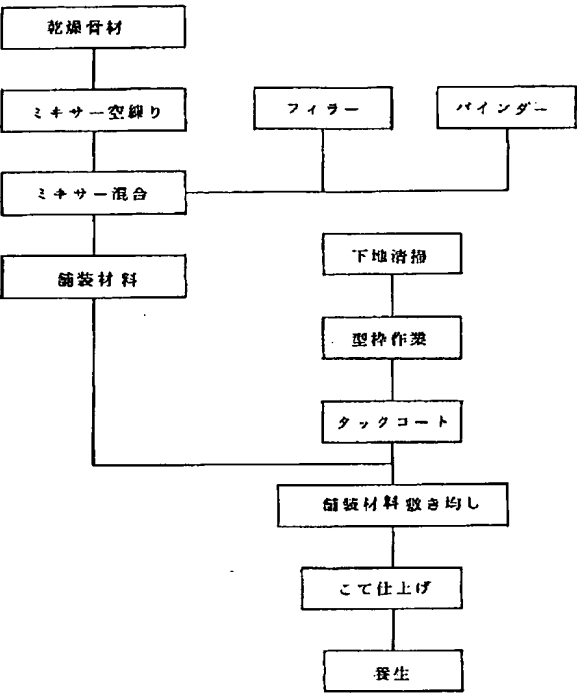 乾燥骨材
ミキサー空練り
フィラー
バインダー
ミキサー混合
舗装材料
下地清掃
型枠作業
タックコート
舗装材料敷き均し
こて仕上げ
養生